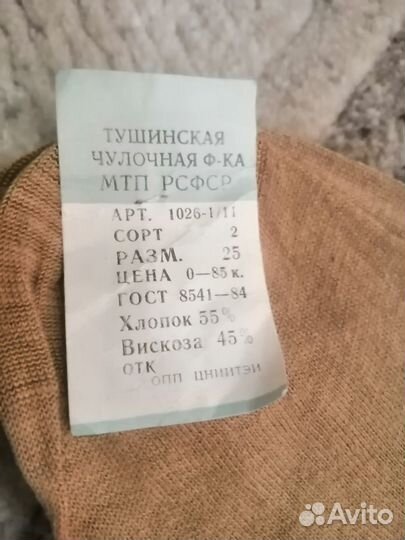 ТУШИНСКАЯ
ЧУЛОЧНАЯ Ф-КА
МТП РСФСР
АРТ. 1026-1/11
СОРТ 2
РАЗМ. 25
ЦЕНА 0—85 к.
ГОСТ 8541—84
Хлопок 55%
Вискоза 45%
ОТК
ОПП ЦНИИТЭИ
Avito